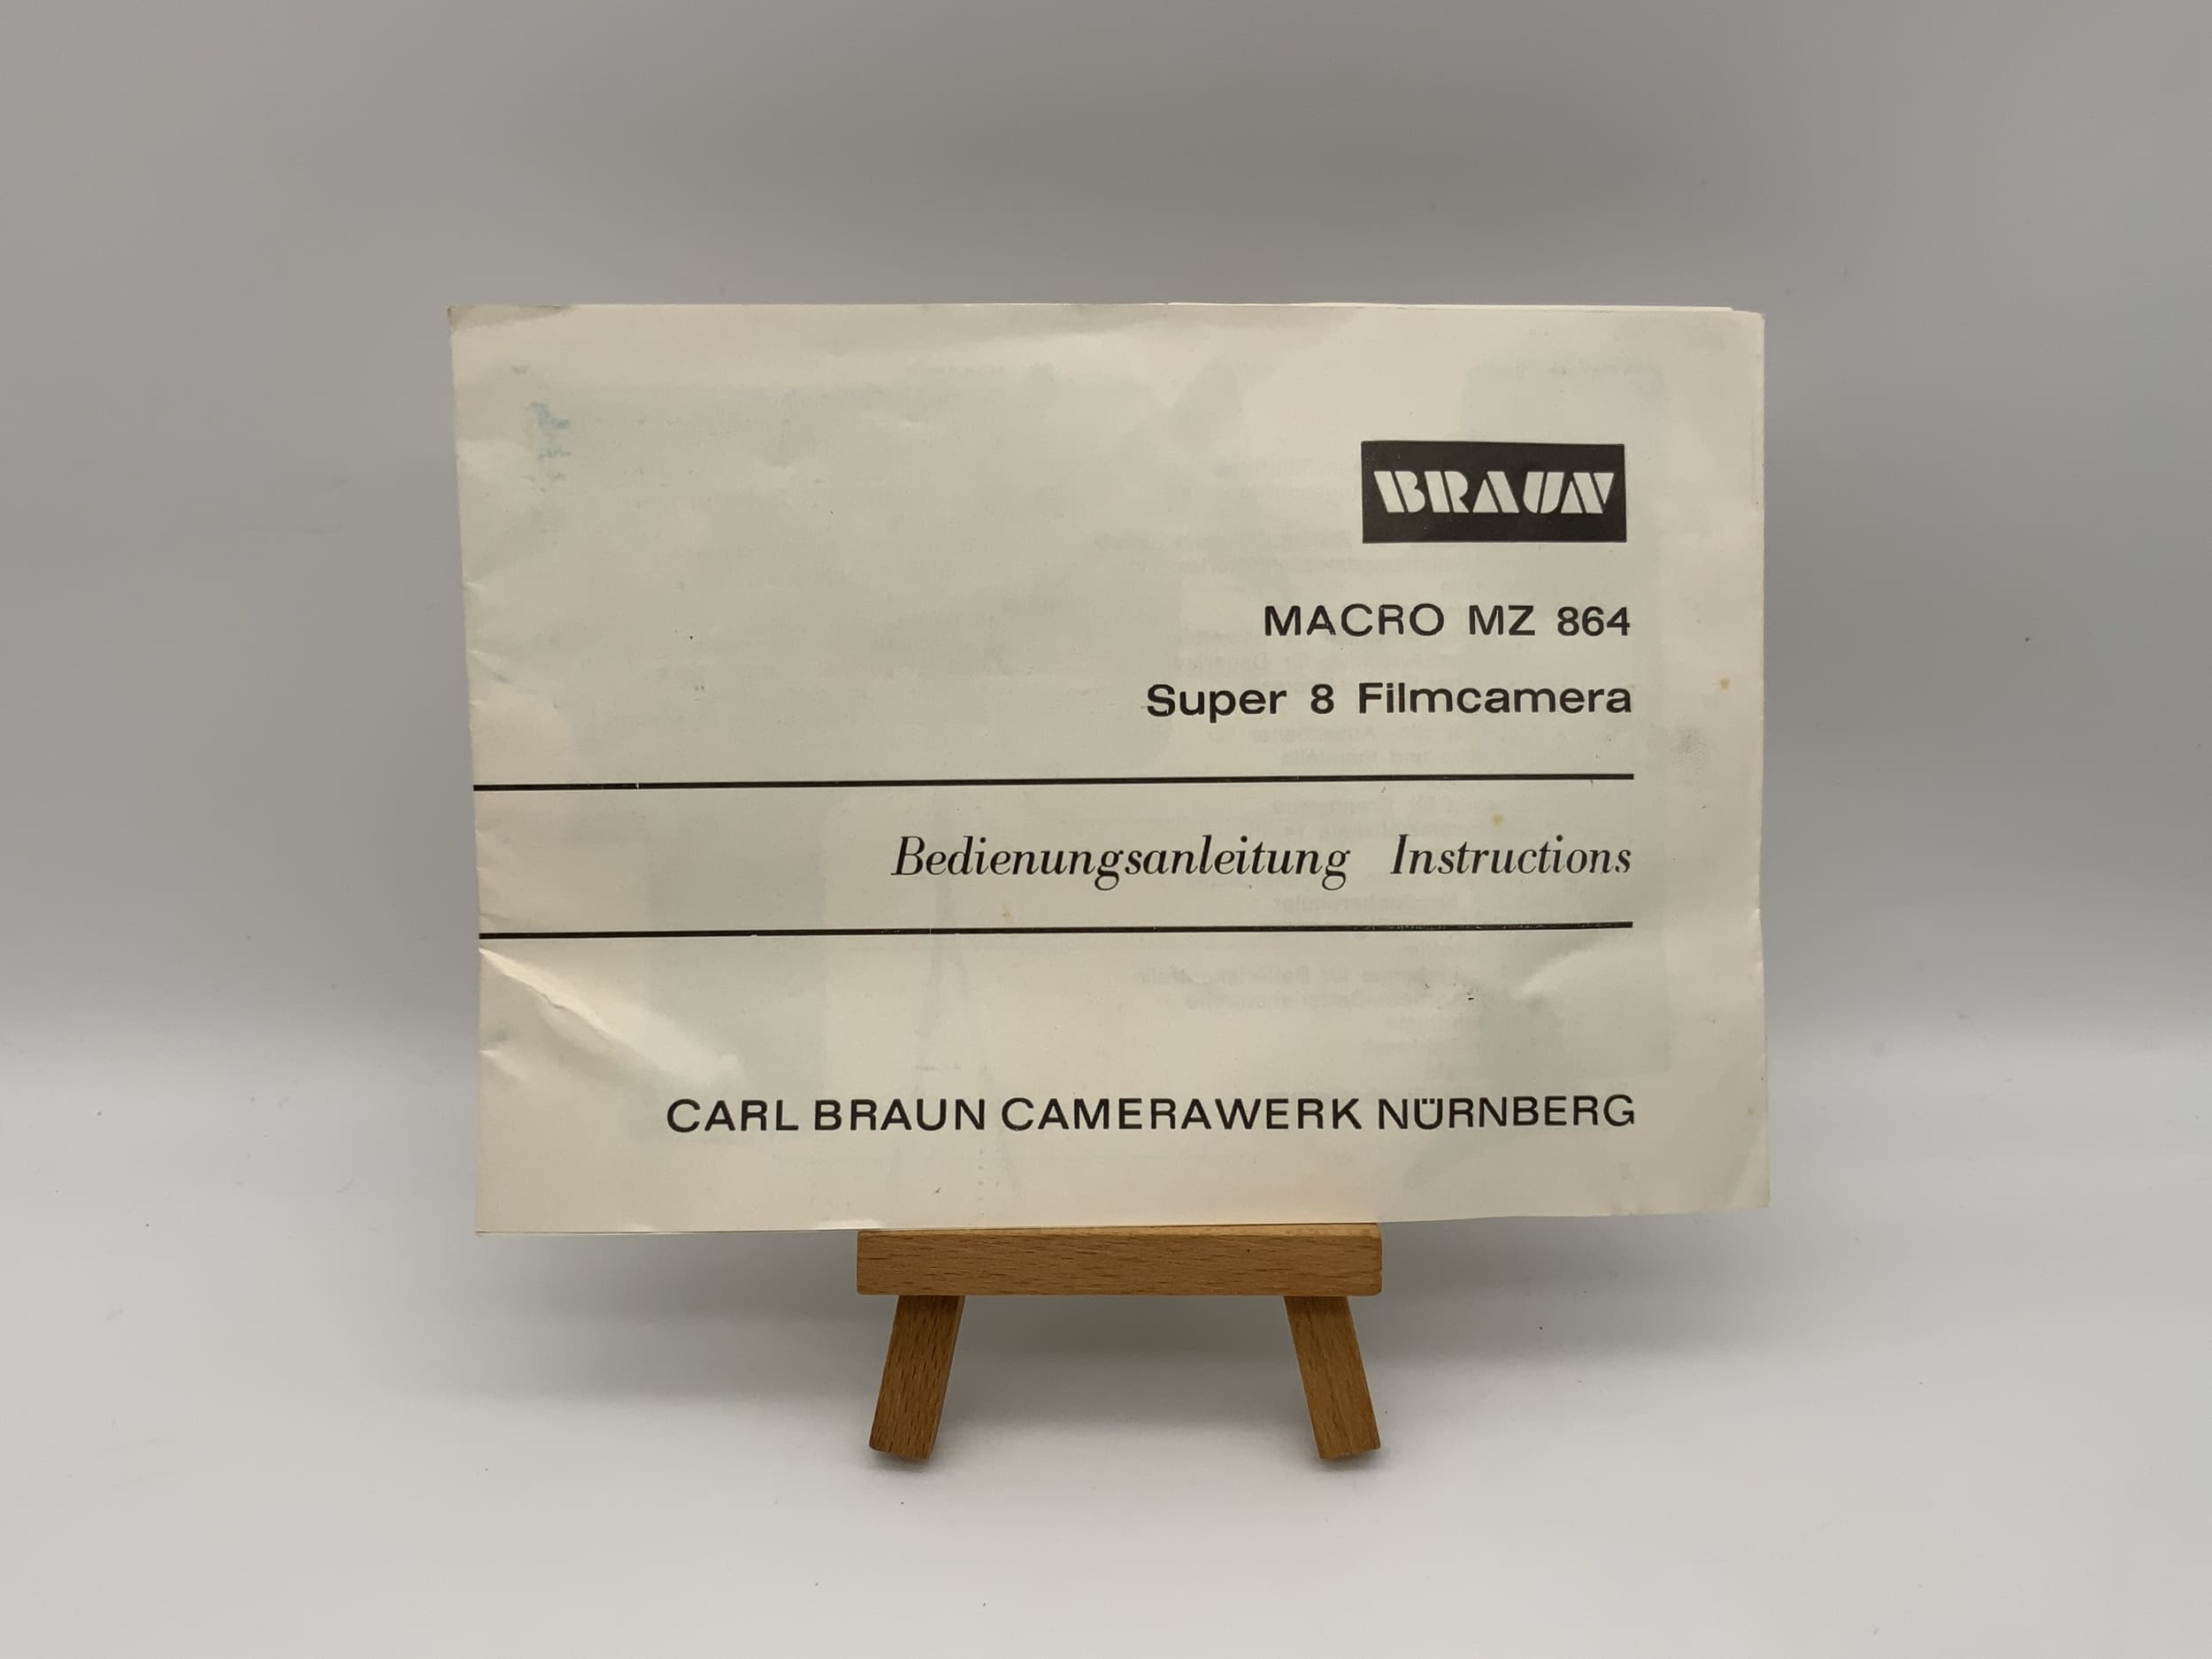 BRAUN
MACRO MZ 864
Super 8 Filmcamera
Bedienungsanleitung Instructions
CARL BRAUN CAMERAWERK NÜRNBERG